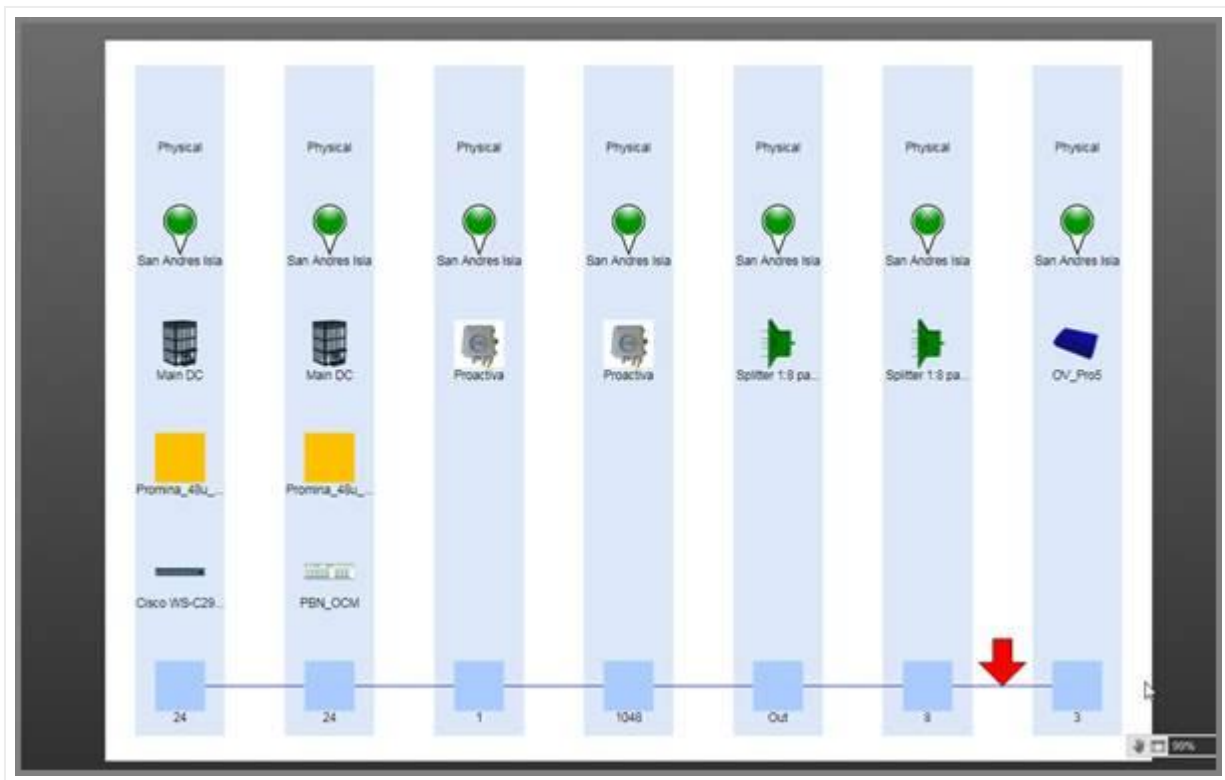 Physical Physical Physical Physical Physical Physical Physical
San Andres Isla San Andres Isla San Andres Isla San Andres Isla San Andres Isla San Andres Isla San Andres Isla
Main DC Main DC Proactiva Proactiva Splitter 1:8 pa... Splitter 1:8 pa... OV_Pro5
Promina_48u_... Promina_48u_...
Cisco WS-C29... PBN_OCM
24 24 1 1048 Out 8 3
99%